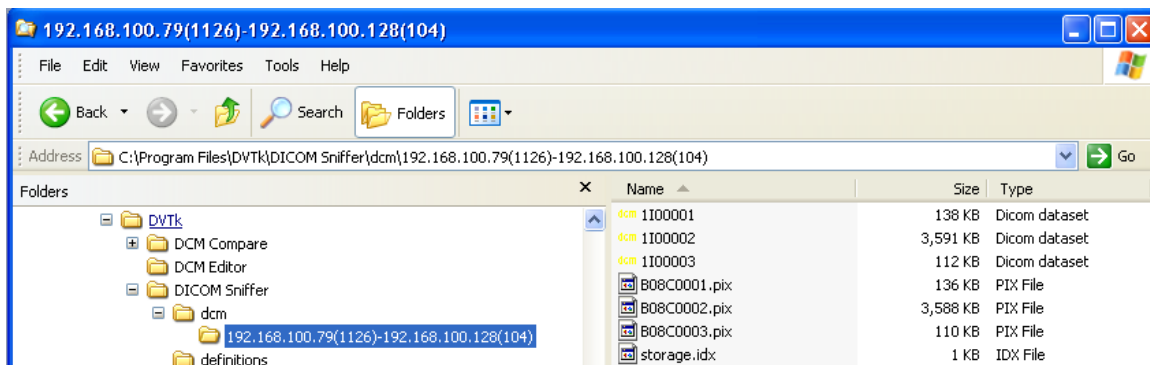 192.168.100.79(1126)-192.168.100.128(104)
File Edit View Favorites Tools Help
Back Search Folders
Address C:\Program Files\DVTk\DICOM Sniffer\dcm\192.168.100.79(1126)-192.168.100.128(104) Go
Folders x Name Size Type
DVTk dcm 1I00001 138 KB Dicom dataset
DCM Compare dcm 1I00002 3,591 KB Dicom dataset
DCM Editor dcm 1I00003 112 KB Dicom dataset
DICOM Sniffer B08C0001.pix 136 KB PIX File
dcm B08C0002.pix 3,588 KB PIX File
192.168.100.79(1126)-192.168.100.128(104) B08C0003.pix 110 KB PIX File
definitions storage.idx 1 KB IDX File